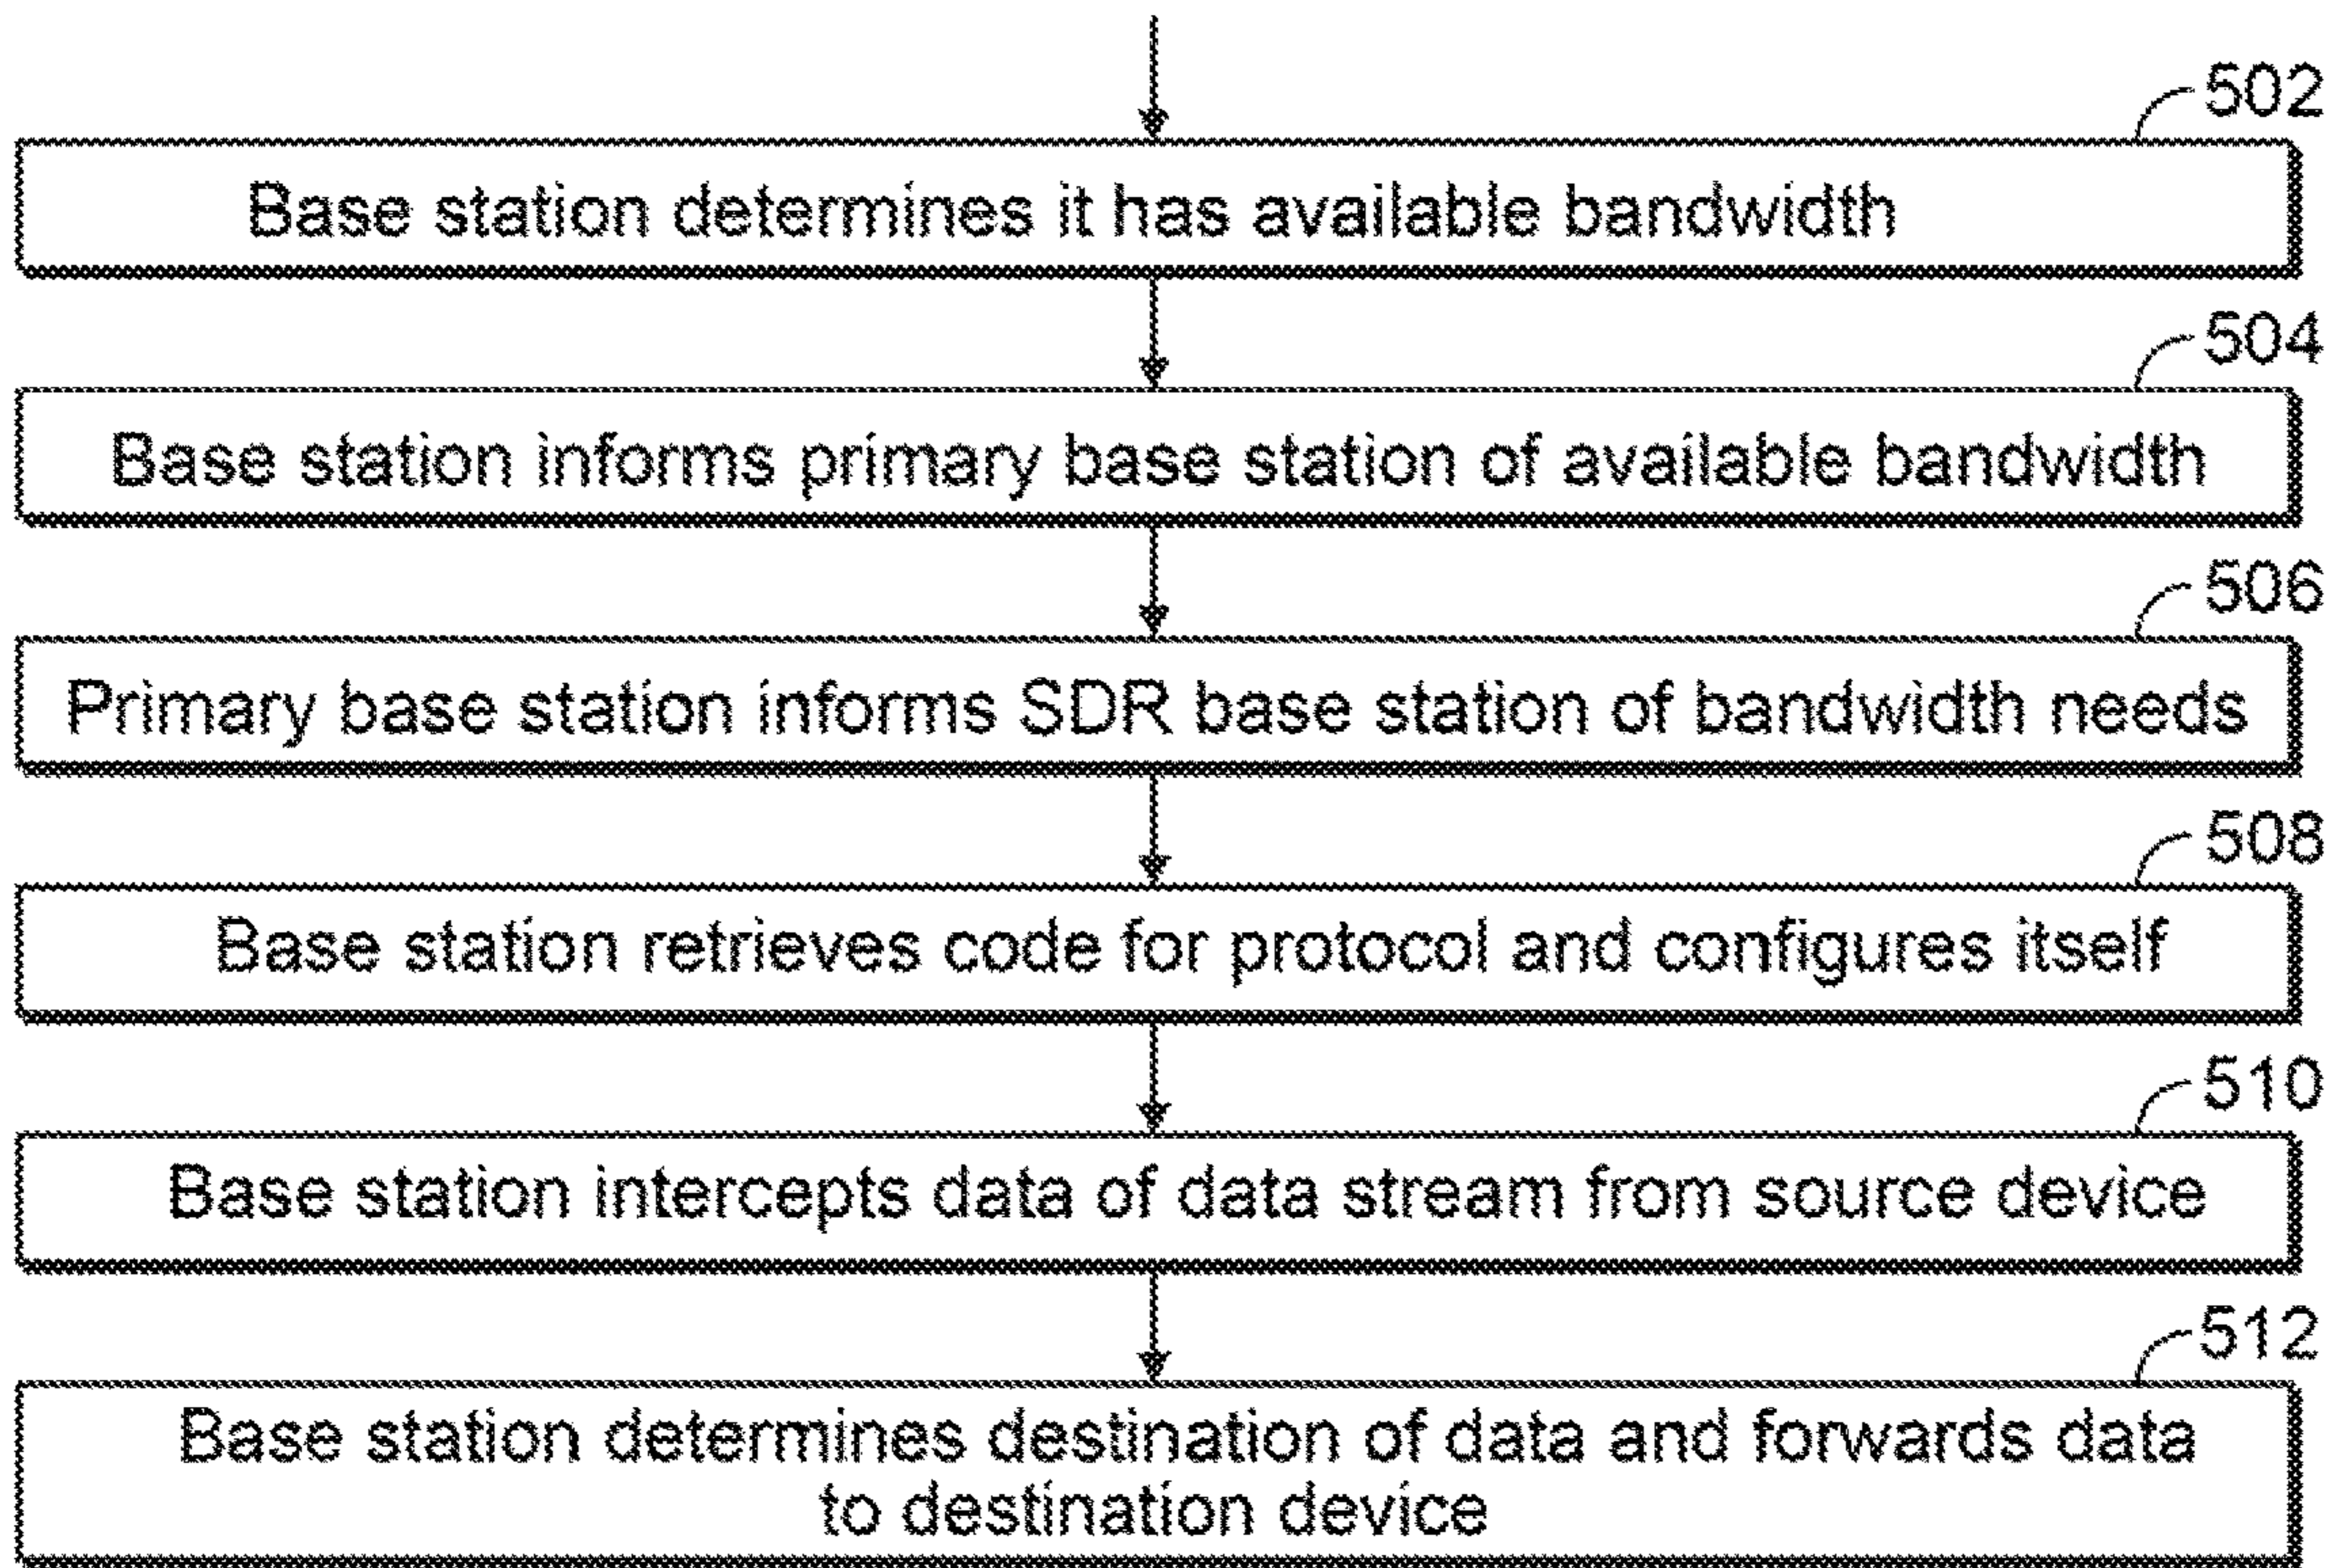 502
Base station determines it has available bandwidth
504
Base station informs primary base station of available bandwidth
506
Primary base station informs SDR base station of bandwidth needs
508
Base station retrieves code for protocol and configures itself
510
Base station intercepts data of data stream from source device
512
Base station determines destination of data and forwards data
to destination device